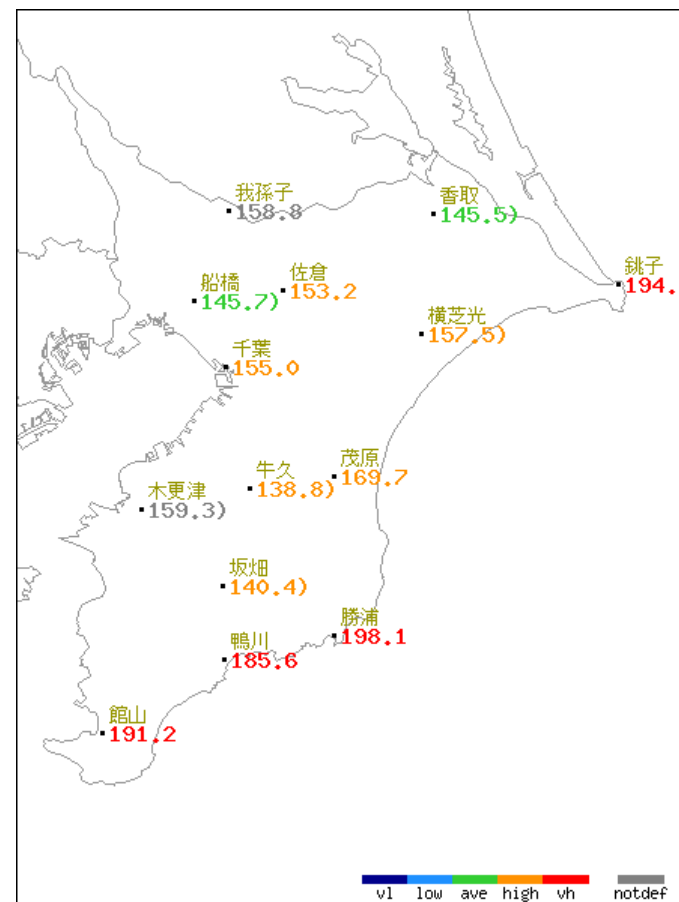 我孫子
158.8
香取
145.5)
銚子
194.
佐倉
153.2
船橋
145.7)
横芝光
157.5)
千葉
155.0
茂原
169.7
牛久
138.8)
木更津
159.3)
坂畑
140.4)
勝浦
198.1
鴨川
185.6
館山
191.2
vl low ave high vh notdef